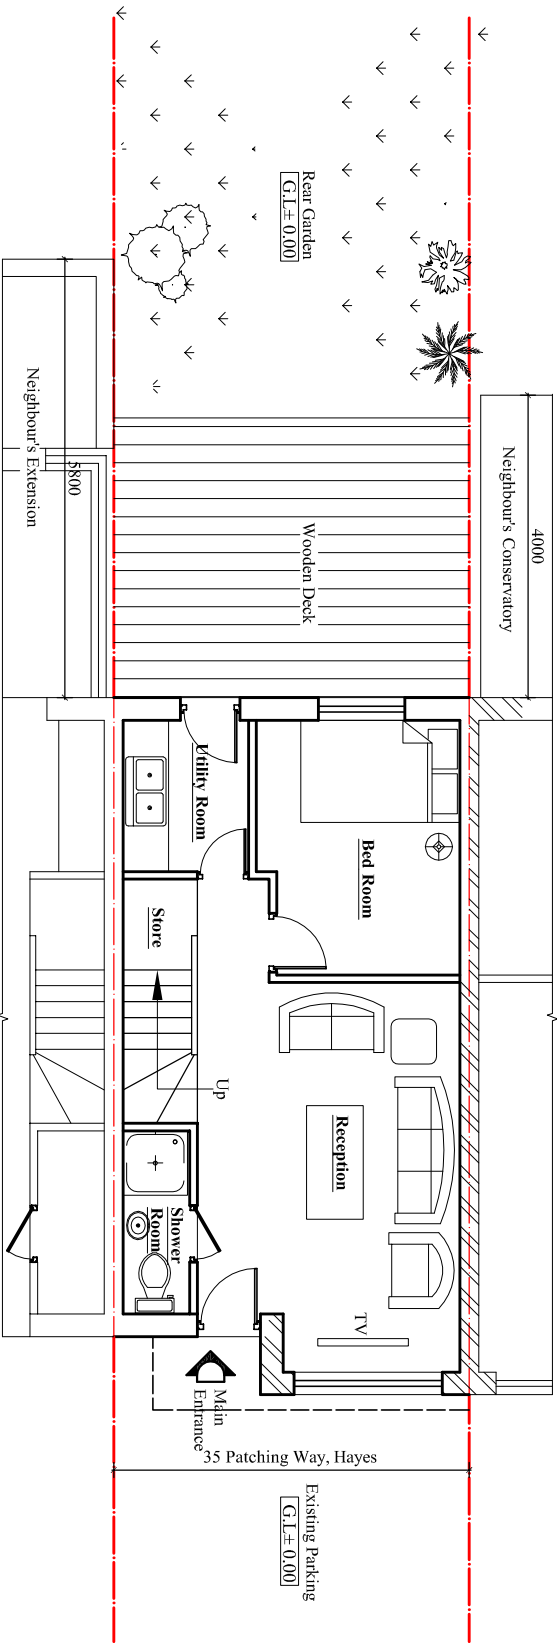 Rear Garden
G.L± 0.00
Neighbour's Extension
5800
Neighbour's Conservatory
4000
Wooden Deck
Utility Room
Bed Room
Store
Up
Reception
Shower
Room
TV
Main
Entrance
35 Patching Way, Hayes
Existing Parking
G.L± 0.00